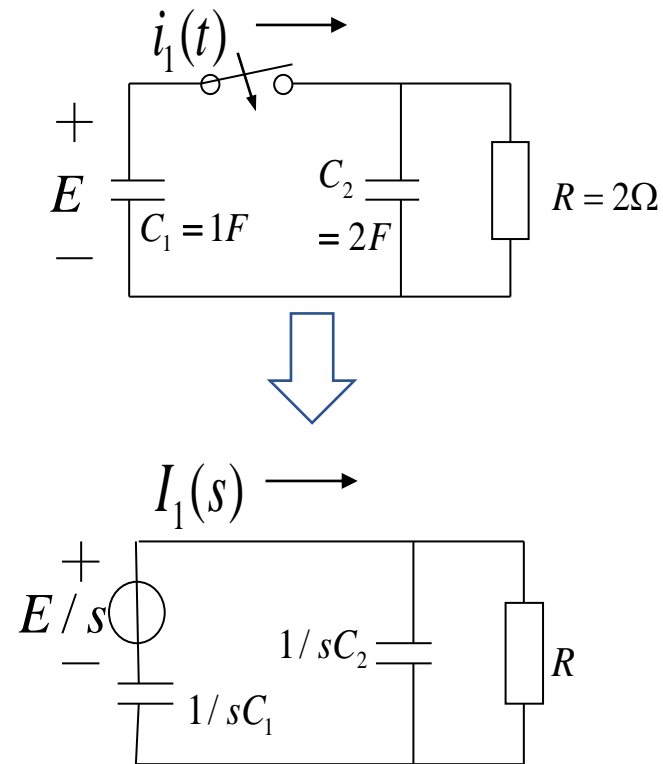 i₁(t)
+
E
−
C₁ = 1F
C₂
= 2F
R = 2Ω
I₁(s)
+
E / s
−
1/ sC₁
1/ sC₂
R